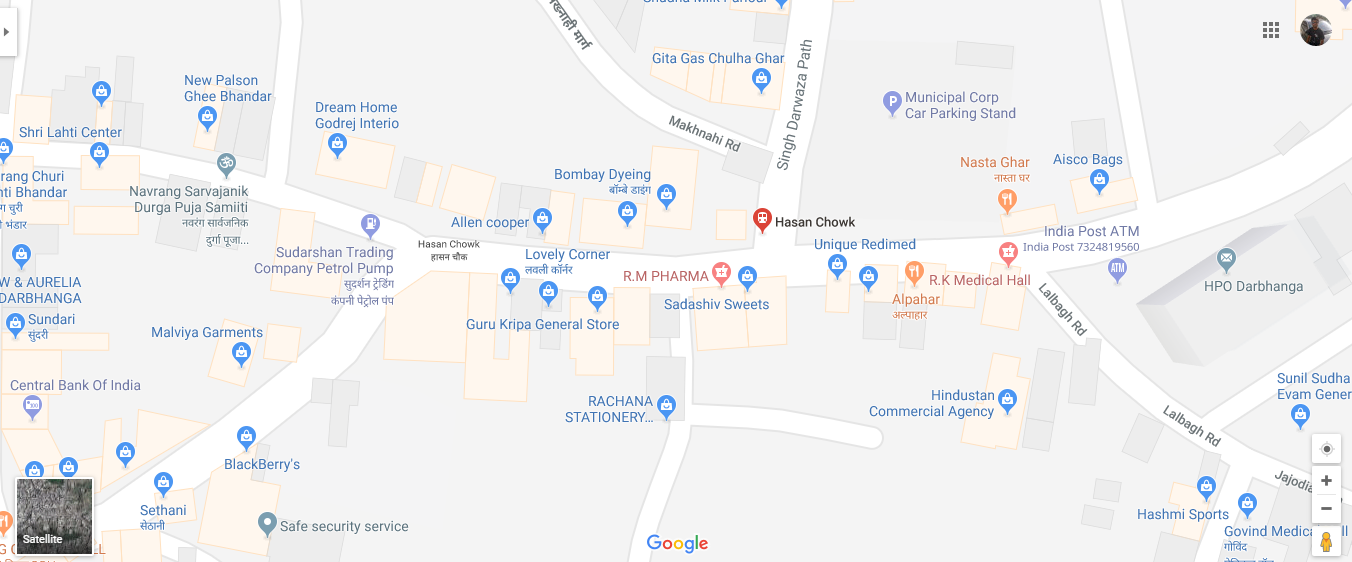 Shudha Milk Parlour
मखनाही मार्ग
Gita Gas Chulha Ghar
Singh Darwaza Path
New Palson
Ghee Bhandar
Dream Home
Godrej Interio
Municipal Corp
Car Parking Stand
Shri Lahti Center
Makhnahi Rd
Nasta Ghar
नास्ता घर
Aisco Bags
Bombay Dyeing
बॉम्बे डाइंग
Navrang Sarvajanik
Durga Puja Samiiti
नवरंग सार्वजनिक
दुर्गा पूजा...
Churi
Bhandar
चुरी
भंडार
Allen cooper
Hasan Chowk
India Post ATM
India Post 7324819560
Hasan Chowk
हासन चौक
Unique Redimed
Sudarshan Trading
Company Petrol Pump
सुदर्शन ट्रेडिंग
कंपनी पेट्रोल पंप
Lovely Corner
लवली कॉर्नर
R.M PHARMA
R.K Medical Hall
W & AURELIA
DARBHANGA
HPO Darbhanga
ATM
Sadashiv Sweets
Alpahar
अल्पाहार
Lalbagh Rd
Sundari
सुंदरी
Malviya Garments
Guru Kripa General Store
Central Bank Of India
Hindustan
Commercial Agency
Sunil Sudha
Evam Gener
RACHANA
STATIONERY...
Lalbagh Rd
BlackBerry's
Jajodia
Sethani
सेठानी
Hashmi Sports
Safe security service
Govind Medical Hall
गोविंद
Satellite
Google